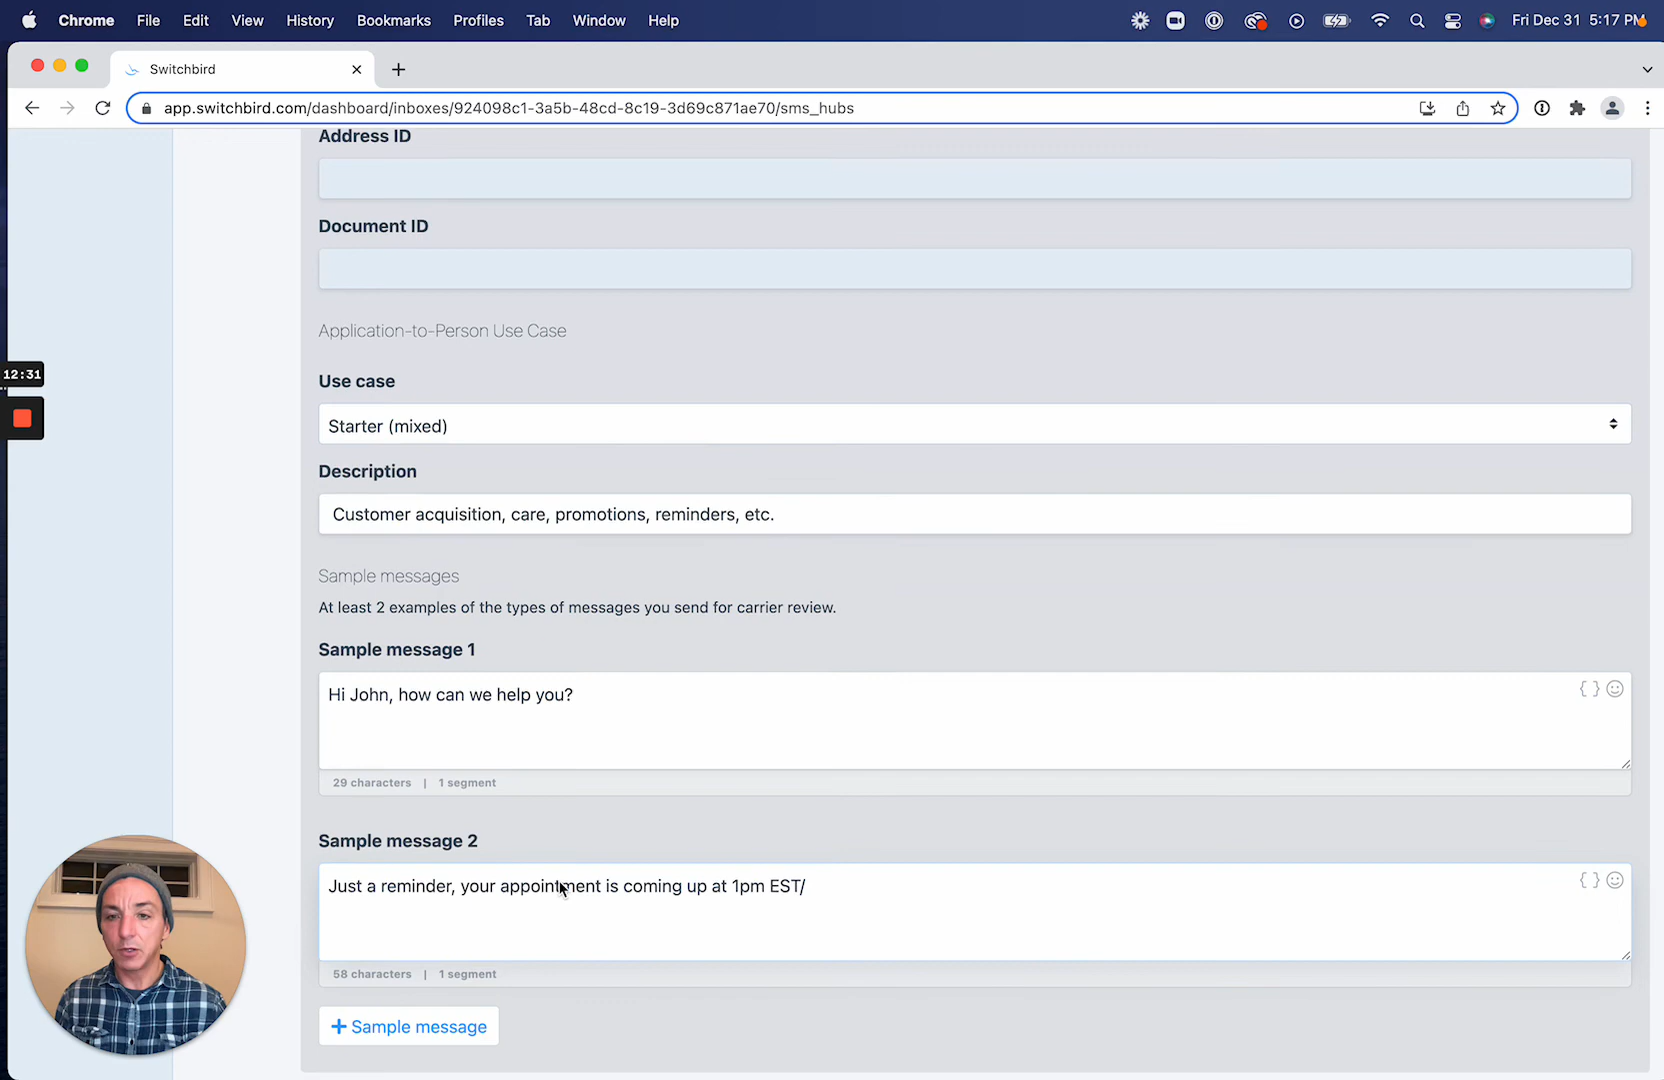 Chrome File Edit View History Bookmarks Profiles Tab Window Help Fri Dec 31 5:17 PM
Switchbird
app.switchbird.com/dashboard/inboxes/924098c1-3a5b-48cd-8c19-3d69c871ae70/sms_hubs
Address ID
Document ID
Application-to-Person Use Case
12:31
Use case
Starter (mixed)
Description
Customer acquisition, care, promotions, reminders, etc.
Sample messages
At least 2 examples of the types of messages you send for carrier review.
Sample message 1
Hi John, how can we help you?
{ }
29 characters | 1 segment
Sample message 2
Just a reminder, your appointment is coming up at 1pm EST/
{ }
58 characters | 1 segment
+ Sample message